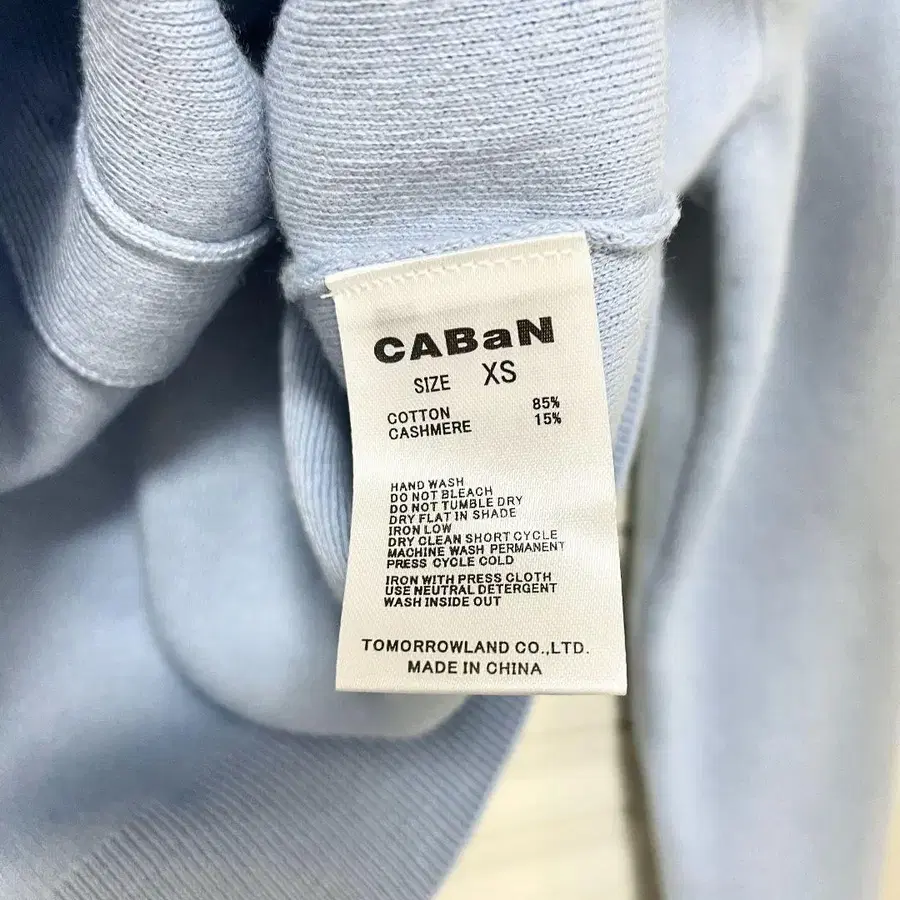 CABaN
SIZE XS
COTTON 85%
CASHMERE 15%
HAND WASH
DO NOT BLEACH
DO NOT TUMBLE DRY
DRY FLAT IN SHADE
IRON LOW
DRY CLEAN SHORT CYCLE
MACHINE WASH PERMANENT
PRESS CYCLE COLD
IRON WITH PRESS CLOTH
USE NEUTRAL DETERGENT
WASH INSIDE OUT
TOMORROWLAND CO.,LTD.
MADE IN CHINA